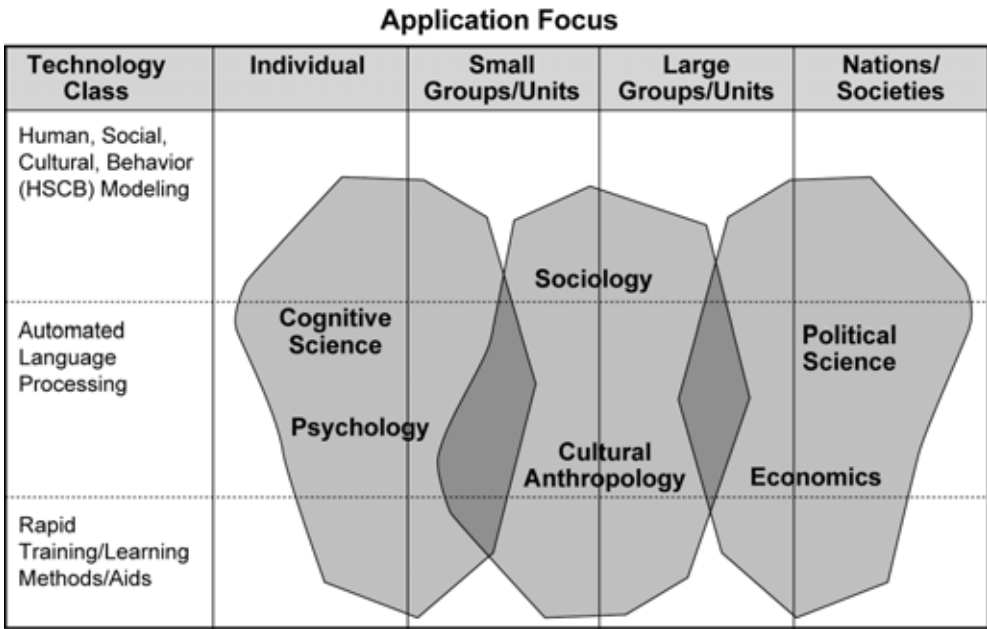 Application Focus
Technology Class
Individual
Small Groups/Units
Large Groups/Units
Nations/ Societies
Human, Social,
Cultural, Behavior
(HSCB) Modeling
Sociology
Automated
Language
Processing
Cognitive
Science
Political
Science
Psychology
Cultural
Anthropology
Economics
Rapid
Training/Learning
Methods/Aids